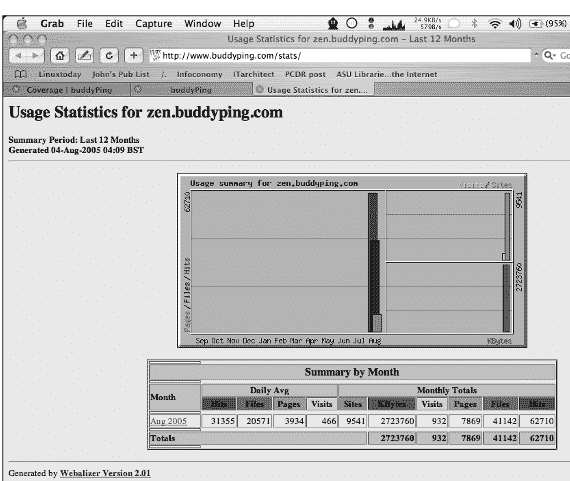 Grab File Edit Capture Window Help 24.9KB/s 579B/s (95%)
Usage Statistics for zen.buddyping.com - Last 12 Months
http://www.buddyping.com/stats/
Linuxtoday John's Pub List /. Infoconomy ITarchitect PCDR post ASU Librarie...the Internet
Coverage | buddyPing buddyPing Usage Statistics for zen....
Usage Statistics for zen.buddyping.com
Summary Period: Last 12 Months
Generated 04-Aug-2005 04:09 BST
Usage summary for zen.buddyping.com Visits/Sites
62710
9541
Pages/Files/Hits
2723760
Sep Oct Nov Dec Jan Feb Mar Apr May Jun Jul Aug KBytes
Summary by Month
Month Daily Avg Monthly Totals
Hits Files Pages Visits Sites KBytes Visits Pages Files Hits
Aug 2005 31355 20571 3934 466 9541 2723760 932 7869 41142 62710
Totals 2723760 932 7869 41142 62710
Generated by Webalizer Version 2.01